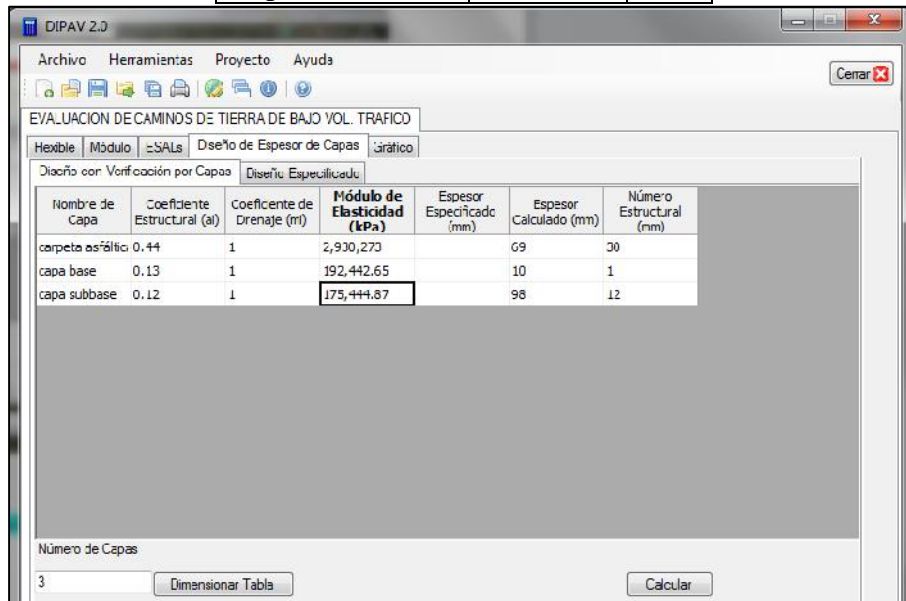 DIPAV 2.0
Archivo Herramientas Proyecto Ayuda
Cerrar
EVALUACION DE CAMINOS DE TIERRA DE BAJO VOL. TRAFICO
Flexible Módulo ESALs Diseño de Espesor de Capas Gráfico
Diseño con Verificación por Capas Diseño Especificado
Nombre de Capa Coeficiente Estructural (ai) Coeficente de Drenaje (mi) Módulo de Elasticidad (kPa) Espesor Especificado (mm) Espesor Calculado (mm) Número Estructural (mm)
carpeta asfáltic 0.44 1 69 30
capa base 0.13 1 192,442.65 10 1
capa subbase 0.12 1 175,444.87 98 12
Número de Capas
3 Dimensionar Tabla Calcular